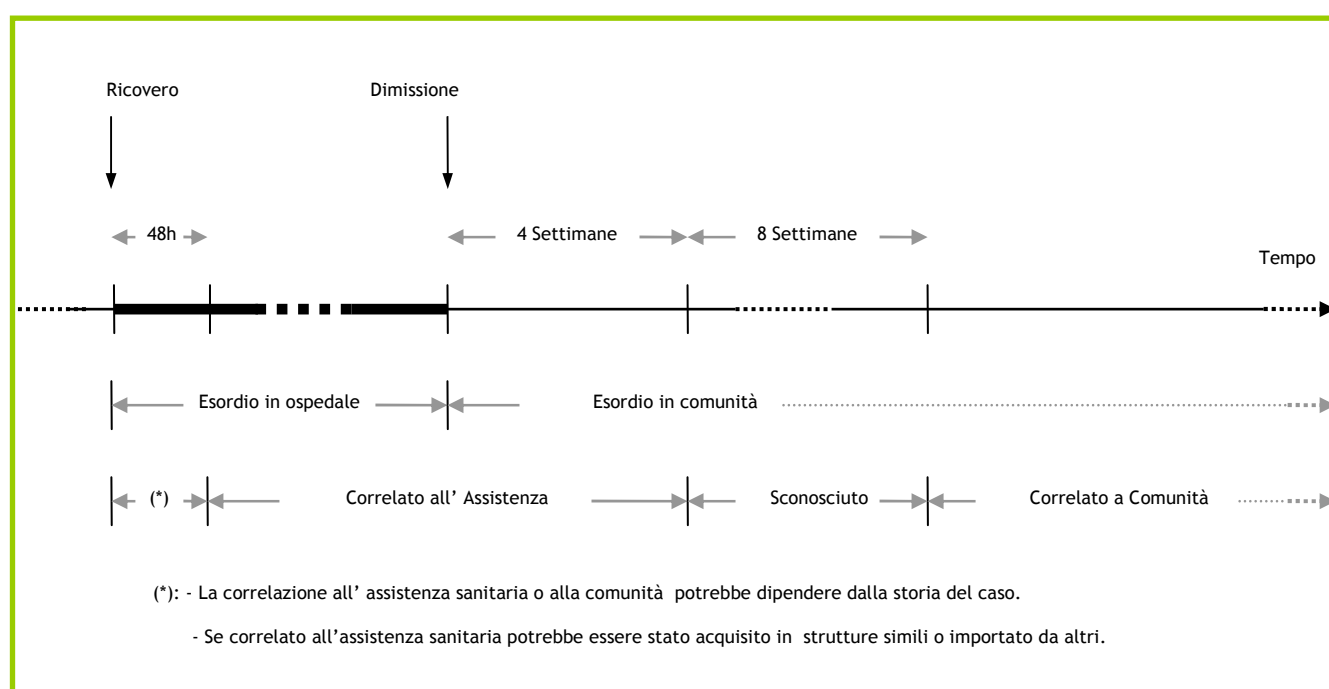 Ricovero
Dimissione
48h
4 Settimane
8 Settimane
Tempo
Esordio in ospedale
Esordio in comunità
(*)
Correlato all’ Assistenza
Sconosciuto
Correlato a Comunità
(*): - La correlazione all’ assistenza sanitaria o alla comunità potrebbe dipendere dalla storia del caso.
- Se correlato all’assistenza sanitaria potrebbe essere stato acquisito in strutture simili o importato da altri.